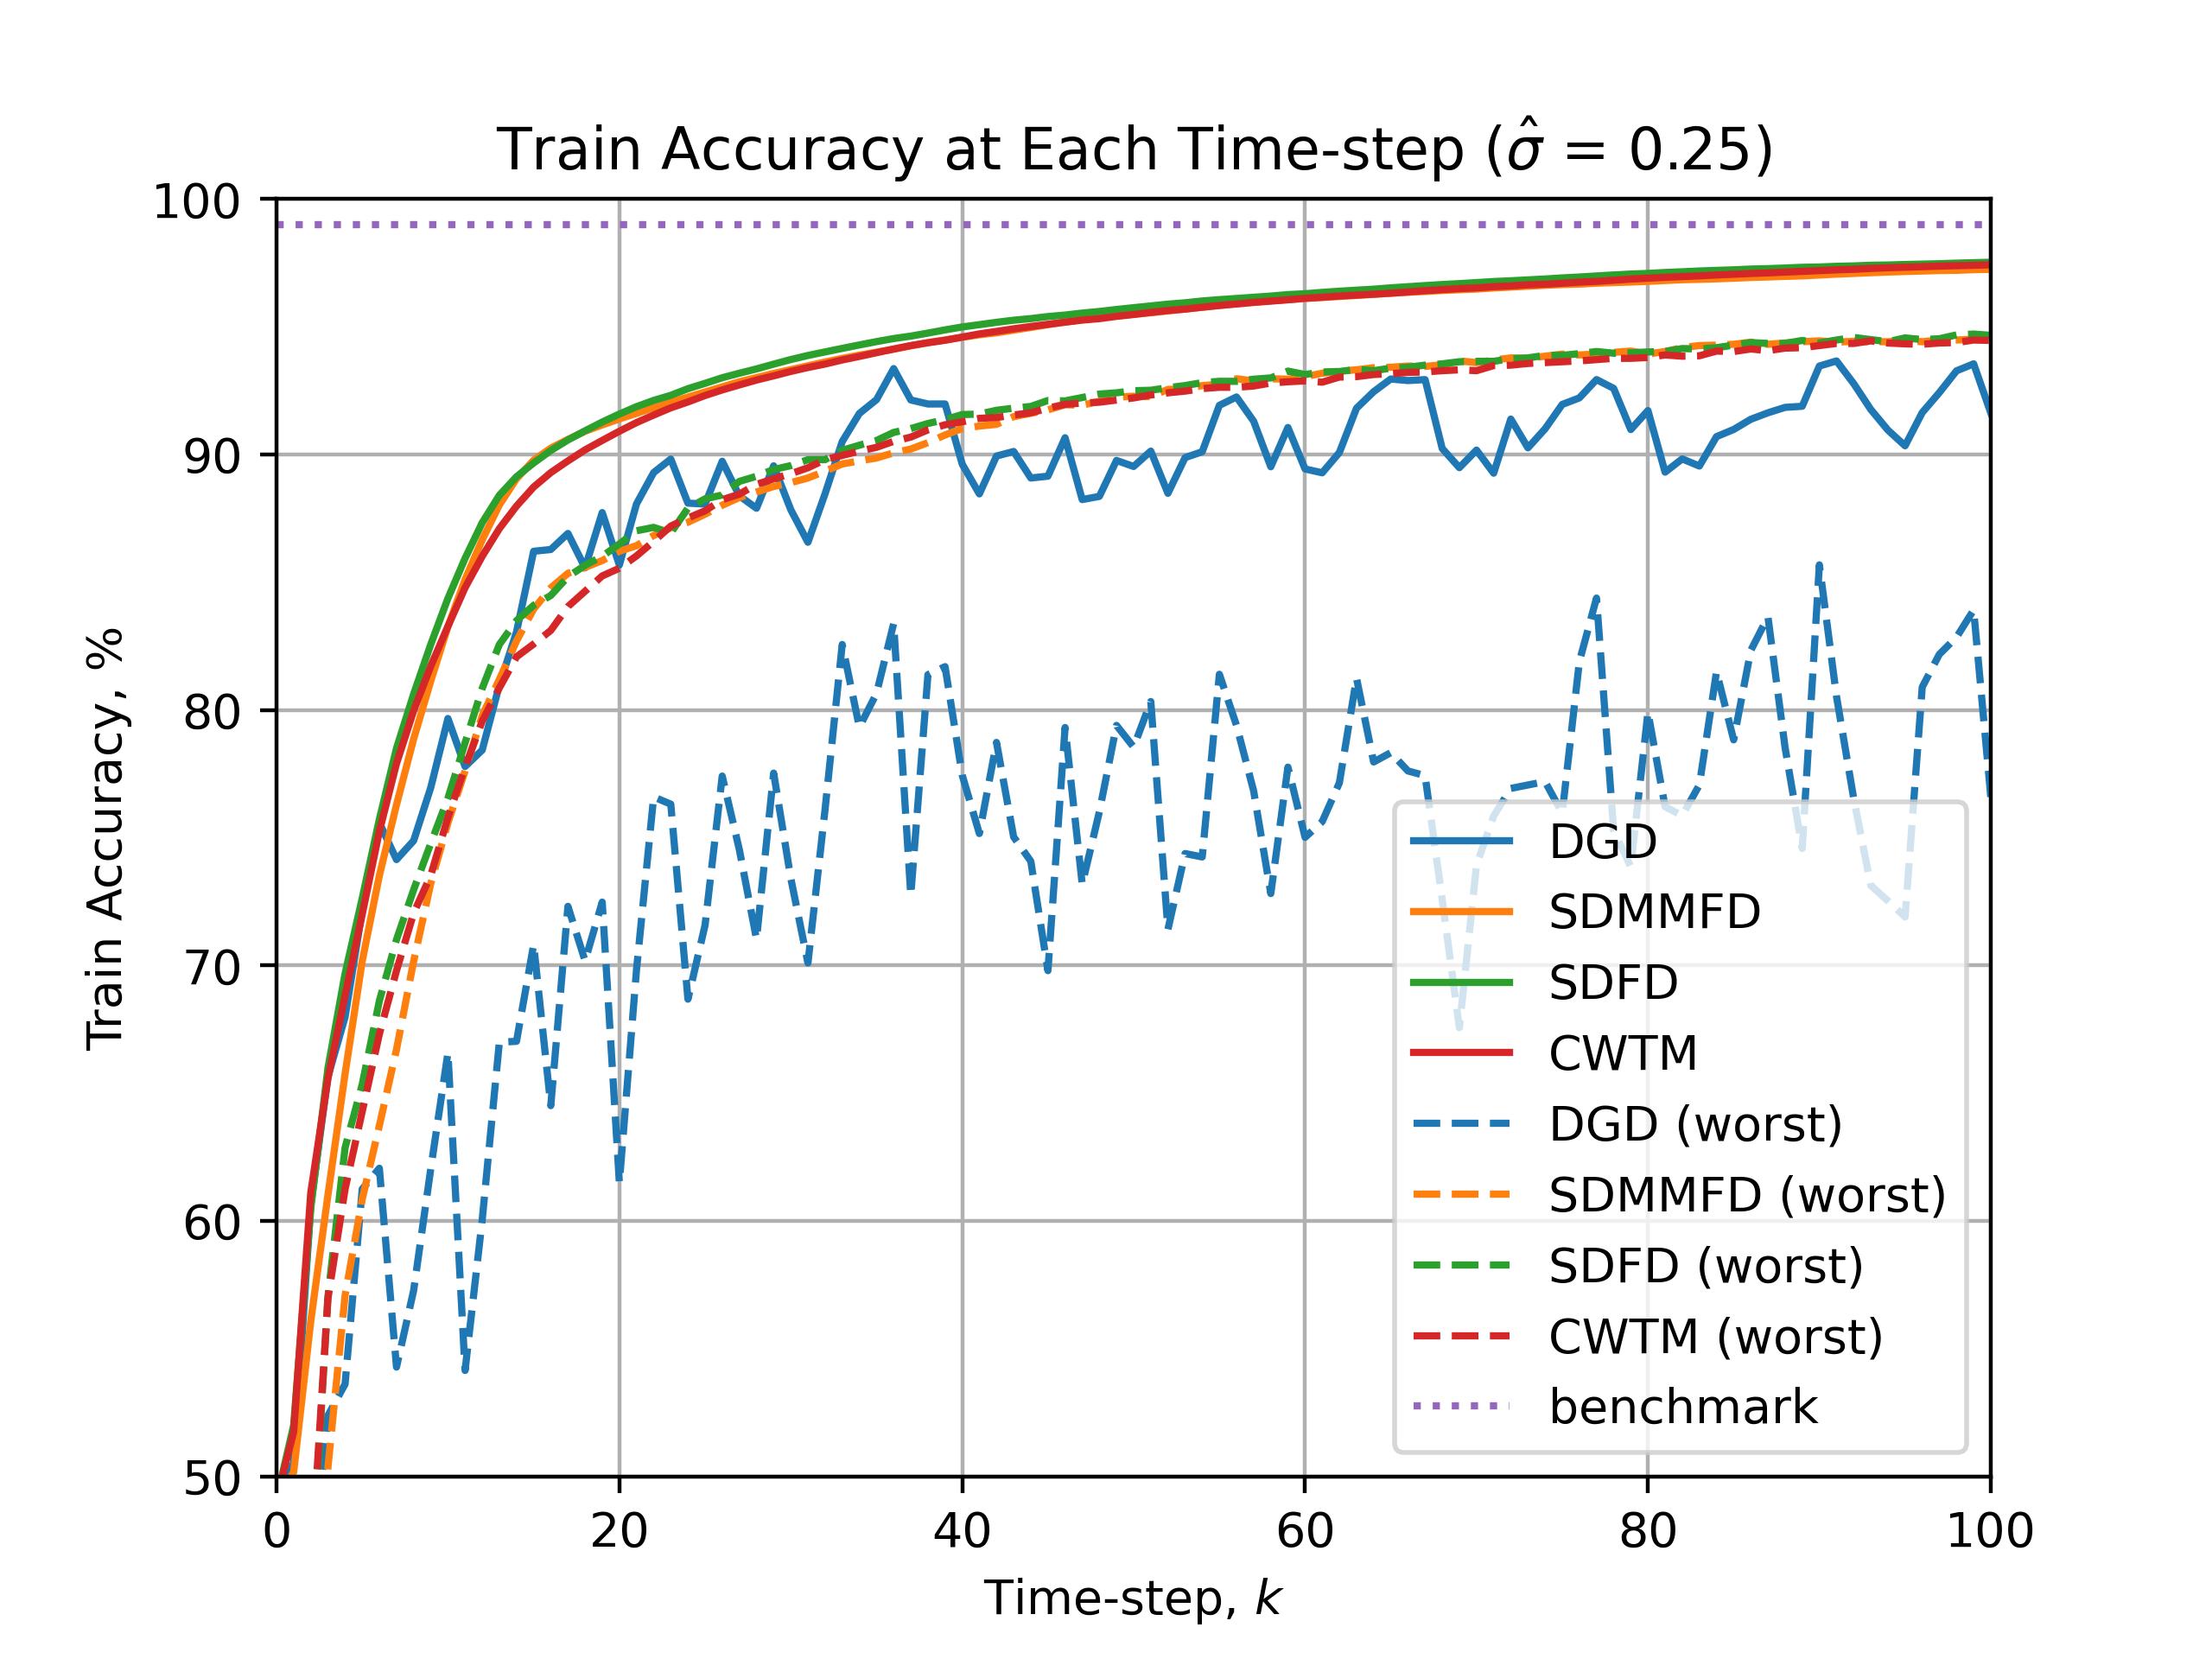 Train Accuracy at Each Time-step (σ̂ = 0.25)
100
90
80
70
60
50
Train Accuracy, %
0 20 40 60 80 100
Time-step, k
DGD
SDMMFD
SDFD
CWTM
DGD (worst)
SDMMFD (worst)
SDFD (worst)
CWTM (worst)
benchmark